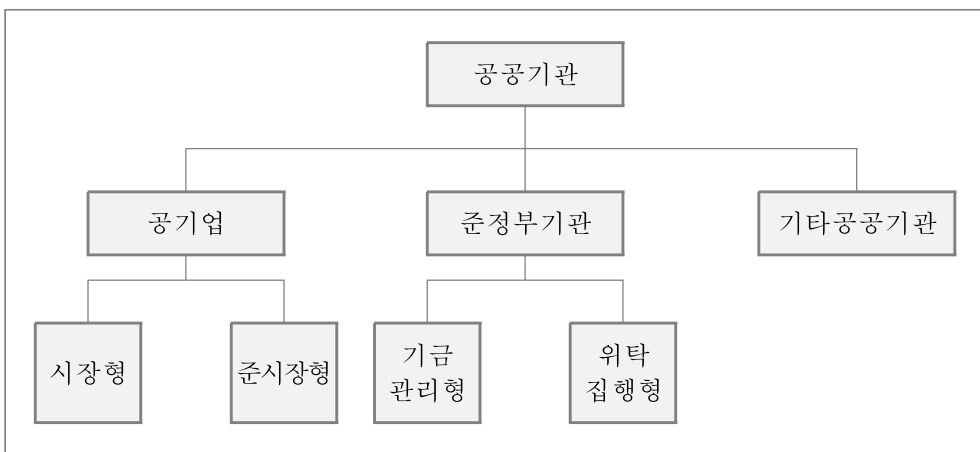 공공기관
공기업
준정부기관
기타공공기관
시장형
준시장형
기금
관리형
위탁
집행형